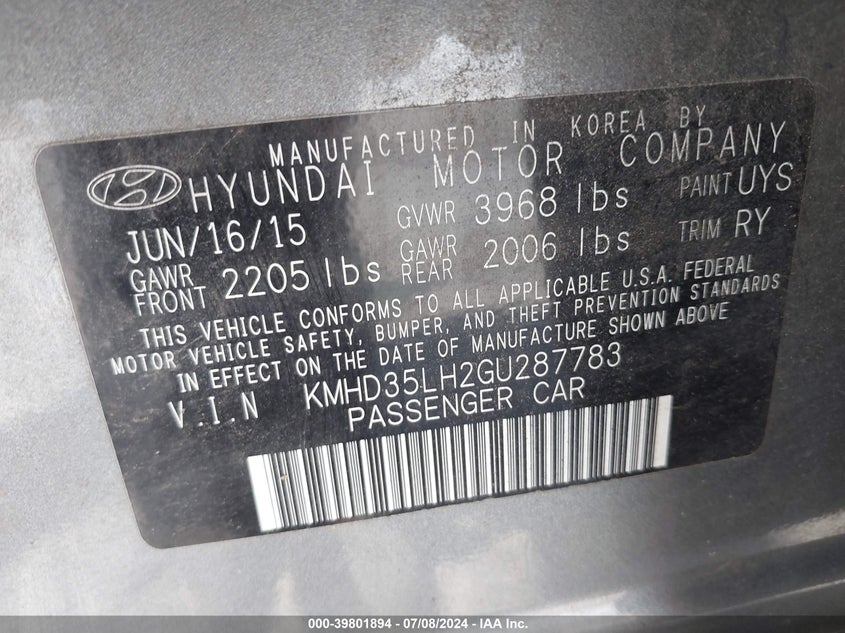 MANUFACTURED IN KOREA BY
HYUNDAI MOTOR COMPANY
JUN/16/15 GVWR 3968 lbs PAINT UYS
GAWR FRONT 2205 lbs GAWR REAR 2006 lbs TRIM RY
THIS VEHICLE CONFORMS TO ALL APPLICABLE U.S.A. FEDERAL
MOTOR VEHICLE SAFETY, BUMPER, AND THEFT PREVENTION STANDARDS
IN EFFECT ON THE DATE OF MANUFACTURE SHOWN ABOVE
V.I.N KMHD35LH2GU287783
PASSENGER CAR
000-39801894 - 07/08/2024 - IAA Inc.